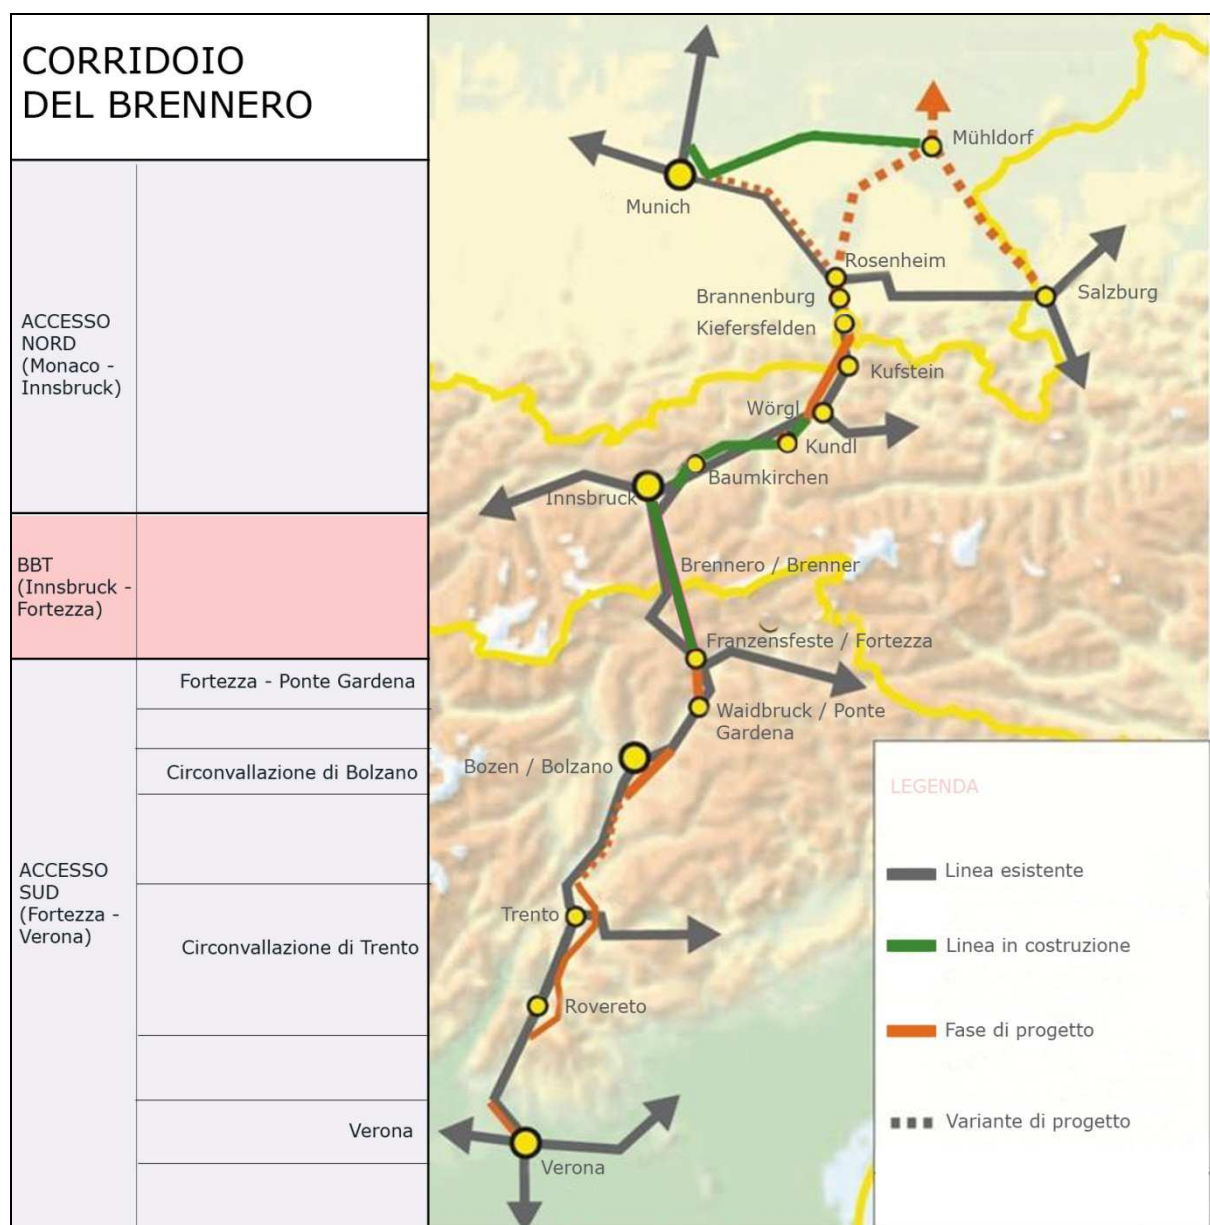 CORRIDOIO
DEL BRENNERO
ACCESSO
NORD
(Monaco -
Innsbruck)
BBT
(Innsbruck -
Fortezza)
ACCESSO
SUD
(Fortezza -
Verona)
Fortezza - Ponte Gardena
Circonvallazione di Bolzano
Circonvallazione di Trento
Verona
Mühldorf
Munich
Rosenheim
Brannenburg
Salzburg
Kiefersfelden
Kufstein
Wörgl
Kundl
Baumkirchen
Innsbruck
Brennero / Brenner
Franzensfeste / Fortezza
Waidbruck / Ponte
Gardena
Bozen / Bolzano
Trento
Rovereto
Verona
LEGENDA
Linea esistente
Linea in costruzione
Fase di progetto
Variante di progetto